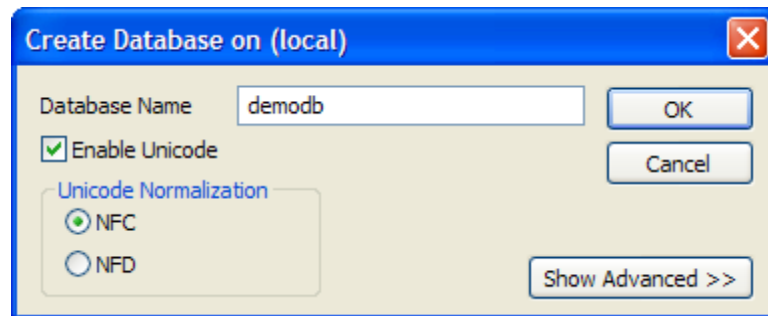 Create Database on (local)
Database Name demodb OK
Enable Unicode Cancel
Unicode Normalization
NFC
NFD
Show Advanced >>